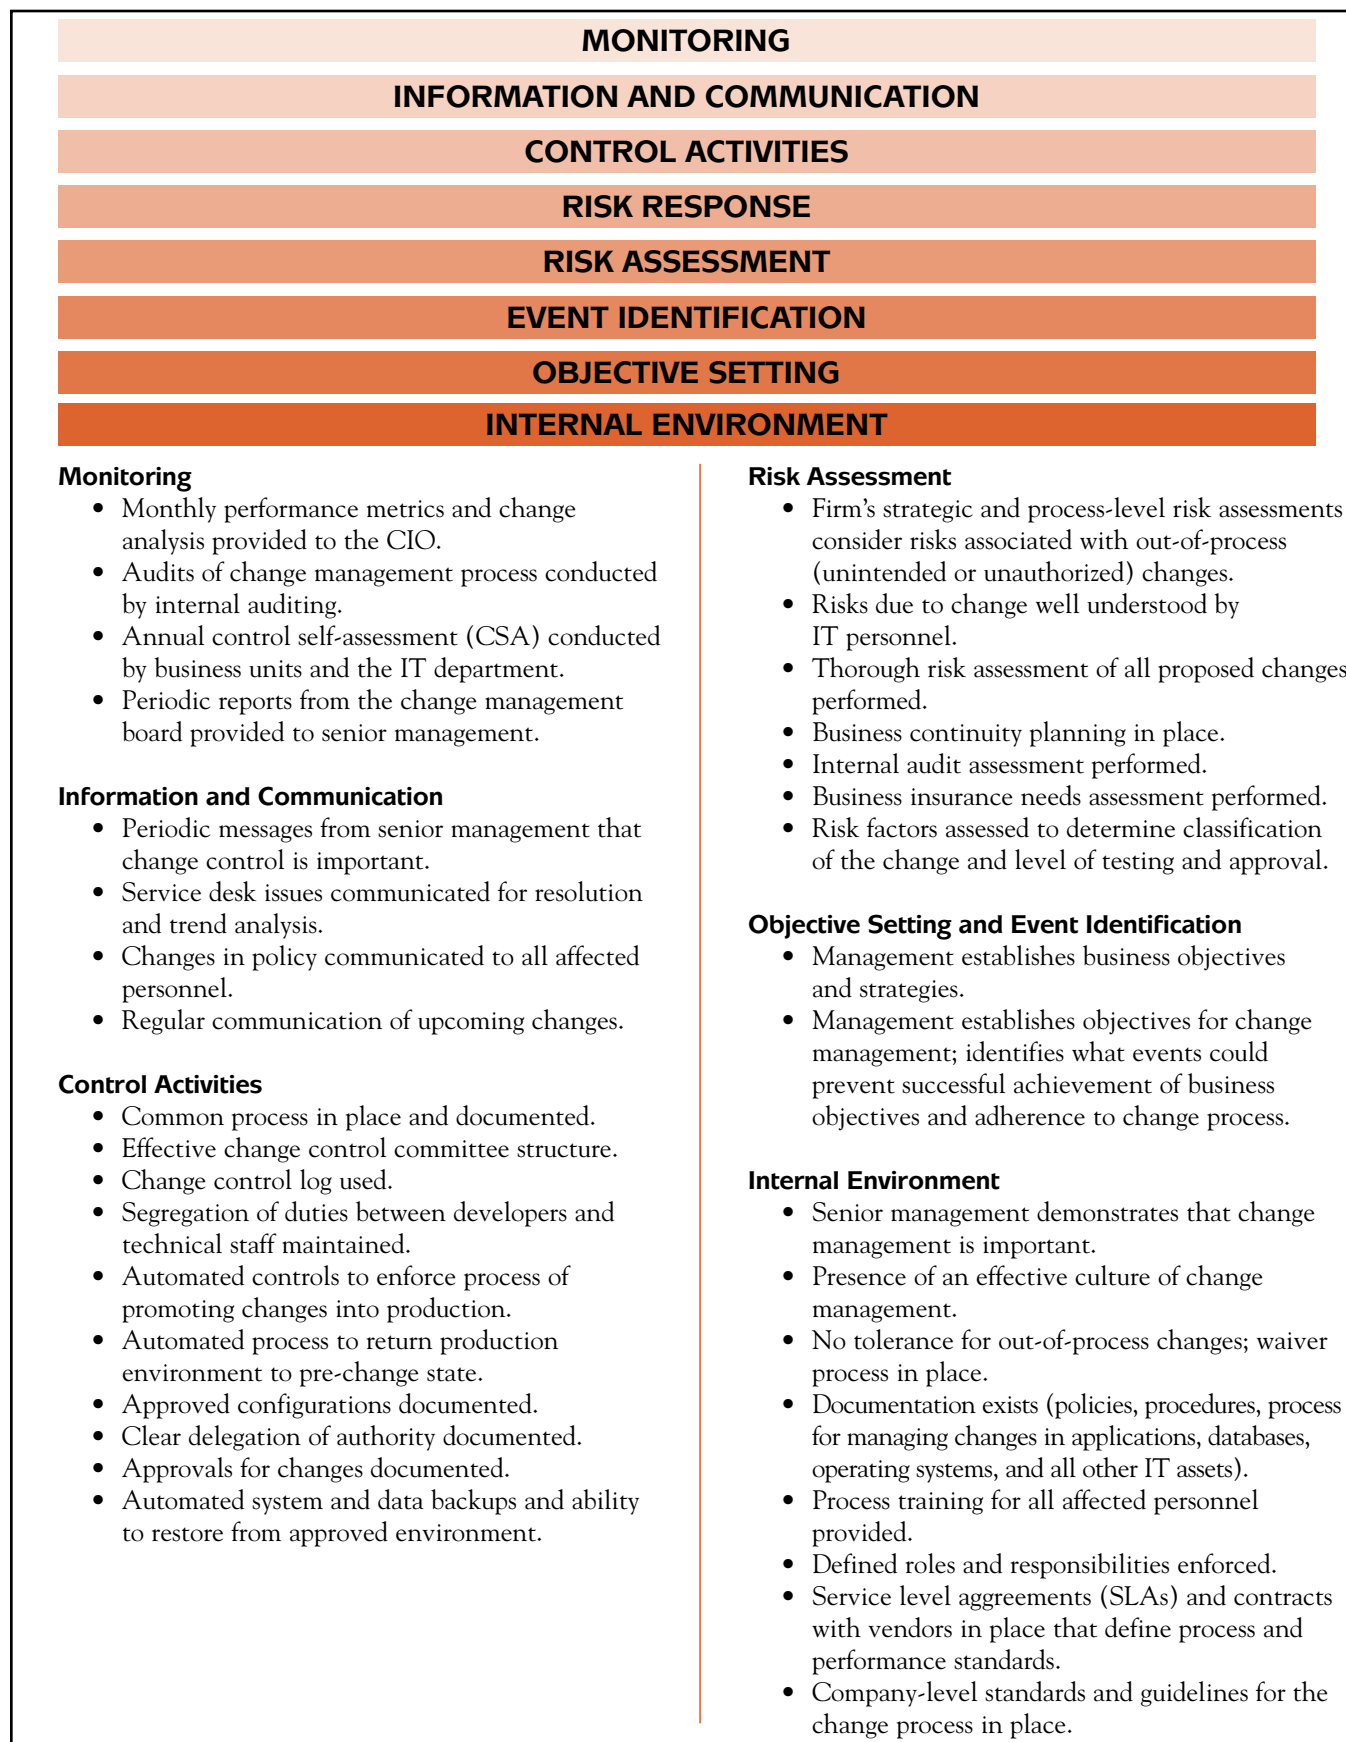 MONITORING
INFORMATION AND COMMUNICATION
CONTROL ACTIVITIES
RISK RESPONSE
RISK ASSESSMENT
EVENT IDENTIFICATION
OBJECTIVE SETTING
INTERNAL ENVIRONMENT
Monitoring
• Monthly performance metrics and change
analysis provided to the CIO.
• Audits of change management process conducted
by internal auditing.
• Annual control self-assessment (CSA) conducted
by business units and the IT department.
• Periodic reports from the change management
board provided to senior management.
Information and Communication
• Periodic messages from senior management that
change control is important.
• Service desk issues communicated for resolution
and trend analysis.
• Changes in policy communicated to all affected
personnel.
• Regular communication of upcoming changes.
Control Activities
• Common process in place and documented.
• Effective change control committee structure.
• Change control log used.
• Segregation of duties between developers and
technical staff maintained.
• Automated controls to enforce process of
promoting changes into production.
• Automated process to return production
environment to pre-change state.
• Approved configurations documented.
• Clear delegation of authority documented.
• Approvals for changes documented.
• Automated system and data backups and ability
to restore from approved environment.
Risk Assessment
• Firm's strategic and process-level risk assessments
consider risks associated with out-of-process
(unintended or unauthorized) changes.
• Risks due to change well understood by
IT personnel.
• Thorough risk assessment of all proposed changes
performed.
• Business continuity planning in place.
• Internal audit assessment performed.
• Business insurance needs assessment performed.
• Risk factors assessed to determine classification
of the change and level of testing and approval.
Objective Setting and Event Identification
• Management establishes business objectives
and strategies.
• Management establishes objectives for change
management; identifies what events could
prevent successful achievement of business
objectives and adherence to change process.
Internal Environment
• Senior management demonstrates that change
management is important.
• Presence of an effective culture of change
management.
• No tolerance for out-of-process changes; waiver
process in place.
• Documentation exists (policies, procedures, process
for managing changes in applications, databases,
operating systems, and all other IT assets).
• Process training for all affected personnel
provided.
• Defined roles and responsibilities enforced.
• Service level aggreements (SLAs) and contracts
with vendors in place that define process and
performance standards.
• Company-level standards and guidelines for the
change process in place.